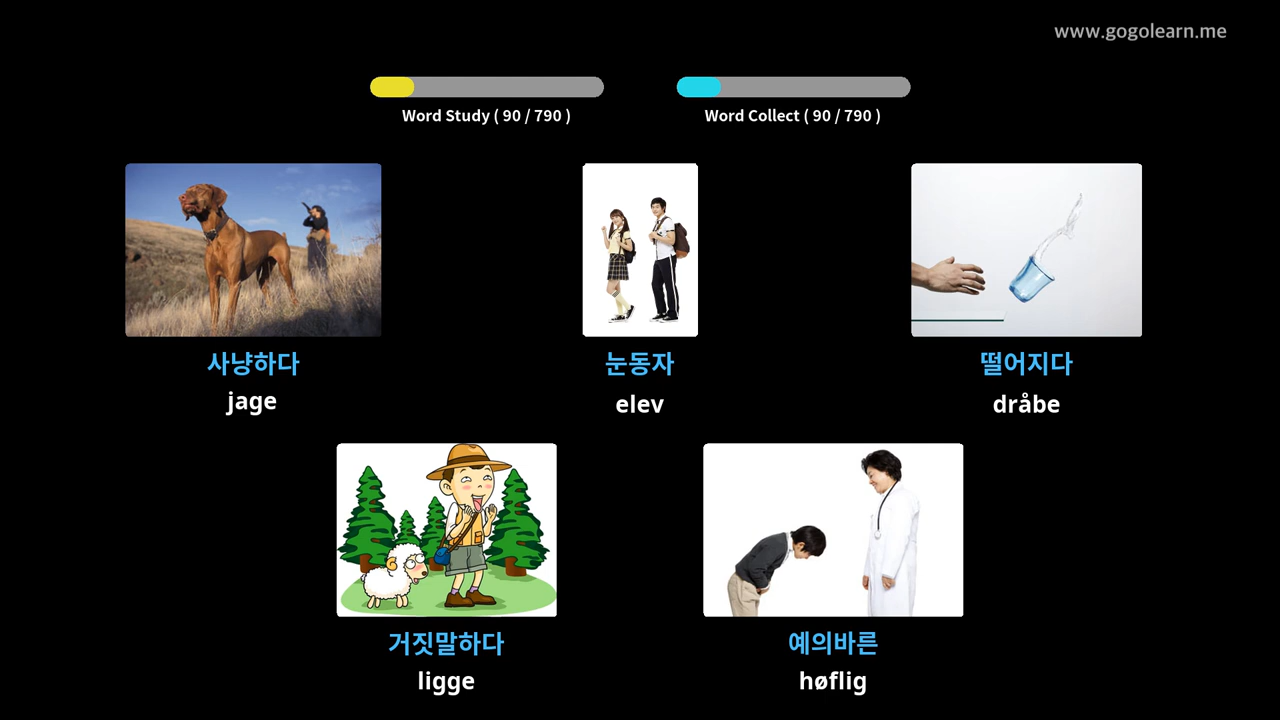 www.gogolearn.me
Word Study ( 90 / 790 )
Word Collect ( 90 / 790 )
사냥하다
jage
눈동자
elev
떨어지다
dråbe
거짓말하다
ligge
예의바른
høflig